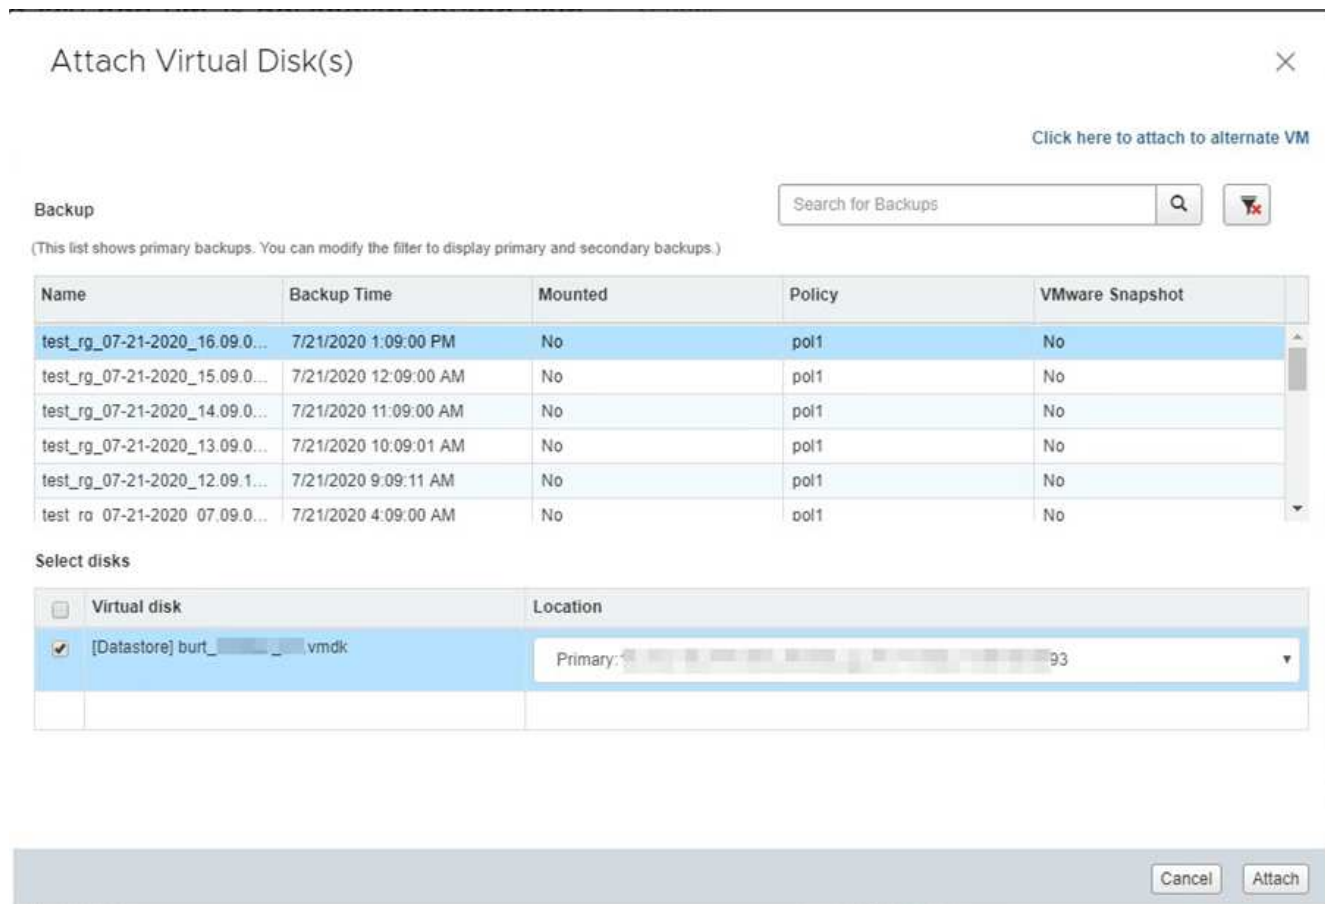 Attach Virtual Disk(s)
Click here to attach to alternate VM
Backup
Search for Backups
(This list shows primary backups. You can modify the filter to display primary and secondary backups.)
Name Backup Time Mounted Policy VMware Snapshot
test_rg_07-21-2020_16.09.0... 7/21/2020 1:09:00 PM No pol1 No
test_rg_07-21-2020_15.09.0... 7/21/2020 12:09:00 AM No pol1 No
test_rg_07-21-2020_14.09.0... 7/21/2020 11:09:00 AM No pol1 No
test_rg_07-21-2020_13.09.0... 7/21/2020 10:09:01 AM No pol1 No
test_rg_07-21-2020_12.09.1... 7/21/2020 9:09:11 AM No pol1 No
test_rg_07-21-2020_07.09.0... 7/21/2020 4:09:00 AM No pol1 No
Select disks
Virtual disk Location
[Datastore] burt_ _ .vmdk Primary: 93
Cancel Attach